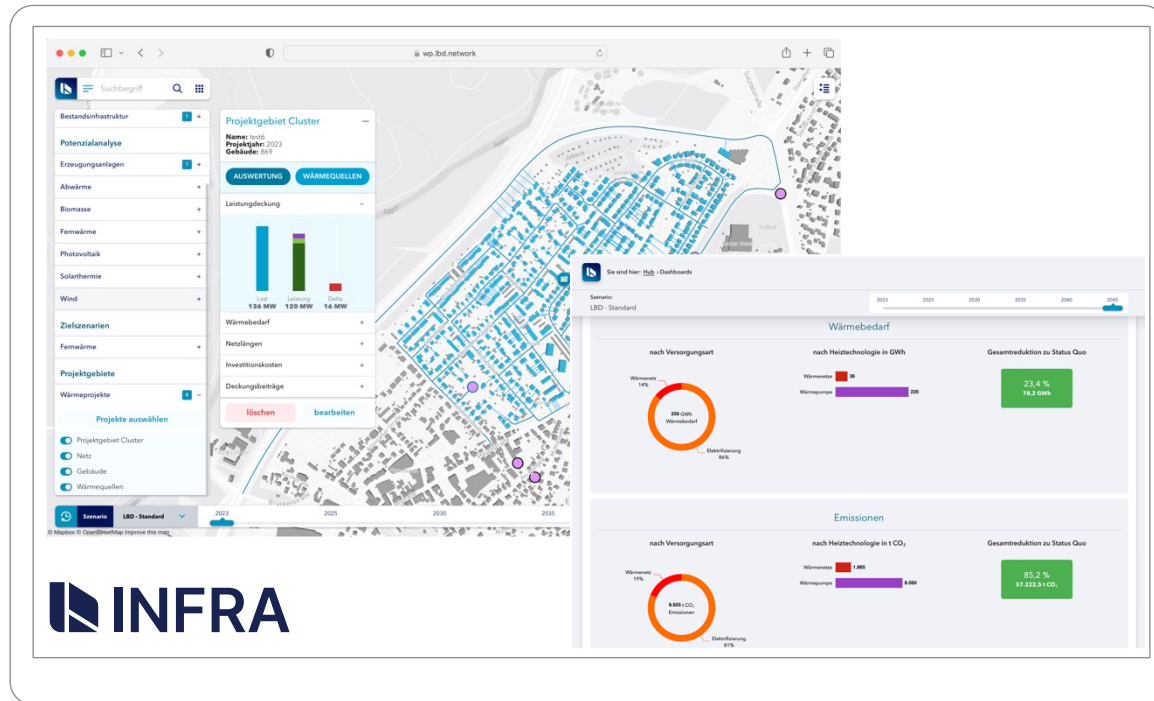 wp.lbd.network
Suchbegriff
Bestandsinfrastruktur 1 +
Potenzialanalyse
Erzeugungsanlagen 1 +
Abwärme +
Biomasse +
Fernwärme +
Photovoltaik +
Solarthermie +
Wind +
Zielszenarien
Fernwärme +
Projektgebiete
Wärmeprojekte 4 –
Projekte auswählen
Projektgebiet Cluster
Netz
Gebäude
Wärmequellen
Szenario LBD - Standard
2023 2025 2030 2035
© Mapbox © OpenStreetMap Improve this map
Projektgebiet Cluster –
Name: test6
Projektjahr: 2023
Gebäude: 869
AUSWERTUNG WÄRMEQUELLEN
Leistungdeckung –
Last Leistung Delta
136 MW 120 MW 16 MW
Wärmebedarf +
Netzlängen +
Investitionskosten +
Deckungsbeiträge +
löschen bearbeiten
Sie sind hier: Hub › Dashboards
Szenario:
LBD - Standard
2023 2025 2030 2035 2040 2045
Wärmebedarf
nach Versorgungsart
Wärmenetz
14%
256 GWh
Wärmebedarf
Elektrifizierung
86%
nach Heiztechnologie in GWh
Wärmenetze 36
Wärmepumpe 220
Gesamtreduktion zu Status Quo
23,4 %
78,2 GWh
Emissionen
nach Versorgungsart
Wärmenetz
19%
9.925 t CO₂
Emissionen
Elektrifizierung
81%
nach Heiztechnologie in t CO₂
Wärmenetze 1.865
Wärmepumpe 8.060
Gesamtreduktion zu Status Quo
85,2 %
57.222,5 t CO₂
INFRA